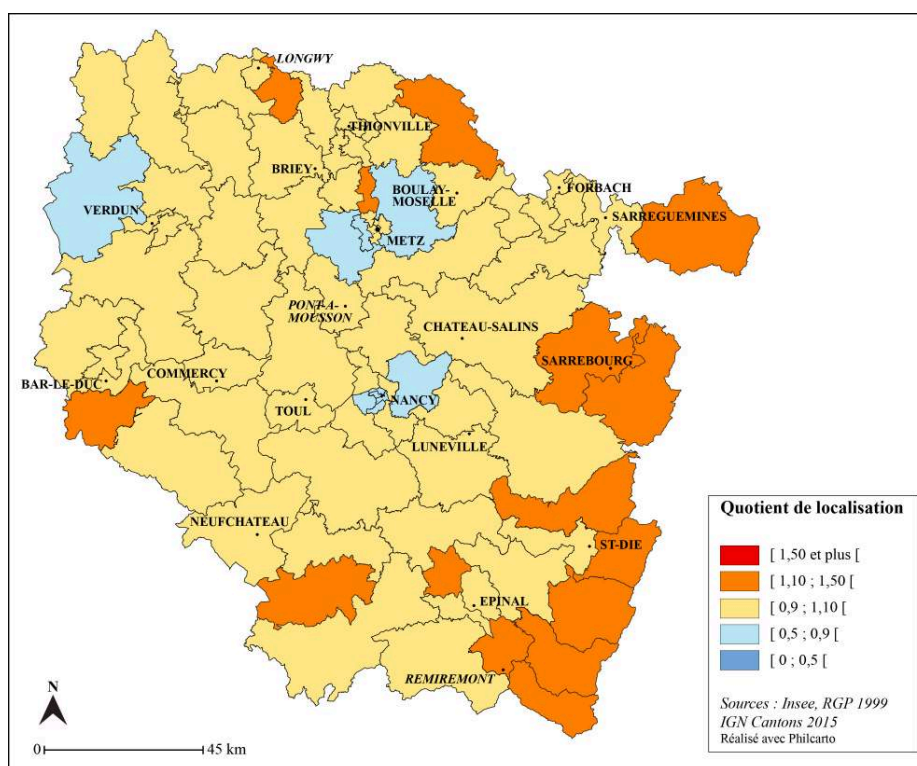 LONGWY
THIONVILLE
BRIEY
BOULAY-
MOSELLE
FORBACH
SARREGUEMINES
VERDUN
METZ
PONT-A-
MOUSSON
CHATEAU-SALINS
SARREBOURG
BAR-LE-DUC
COMMERCY
TOUL
NANCY
LUNEVILLE
NEUFCHATEAU
ST-DIE
EPINAL
REMIREMONT
N
0 45 km
Quotient de localisation
[ 1,50 et plus [
[ 1,10 ; 1,50 [
[ 0,9 ; 1,10 [
[ 0,5 ; 0,9 [
[ 0 ; 0,5 [
Sources : Insee, RGP 1999
IGN Cantons 2015
Réalisé avec Philcarto